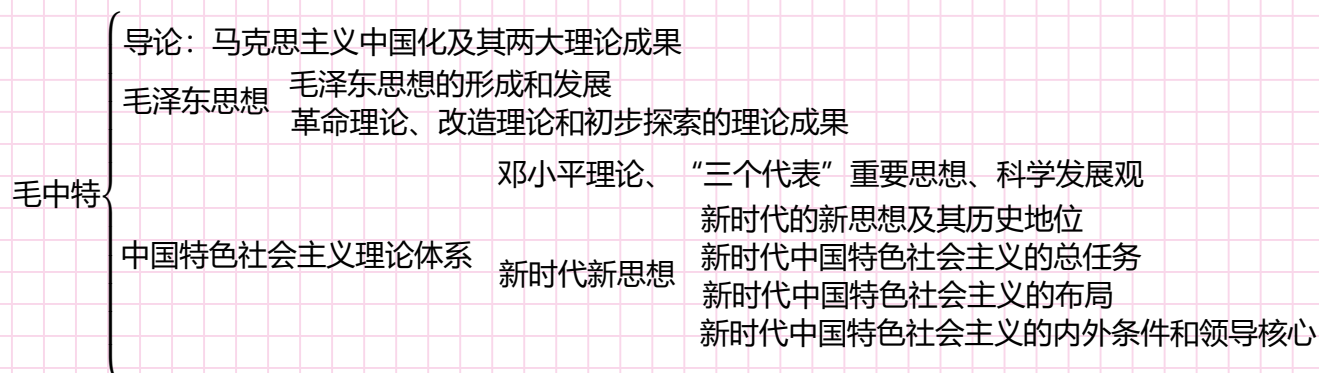 导论：马克思主义中国化及其两大理论成果
毛泽东思想
毛泽东思想的形成和发展
革命理论、改造理论和初步探索的理论成果
毛中特
邓小平理论、“三个代表”重要思想、科学发展观
中国特色社会主义理论体系
新时代新思想
新时代的新思想及其历史地位
新时代中国特色社会主义的总任务
新时代中国特色社会主义的布局
新时代中国特色社会主义的内外条件和领导核心